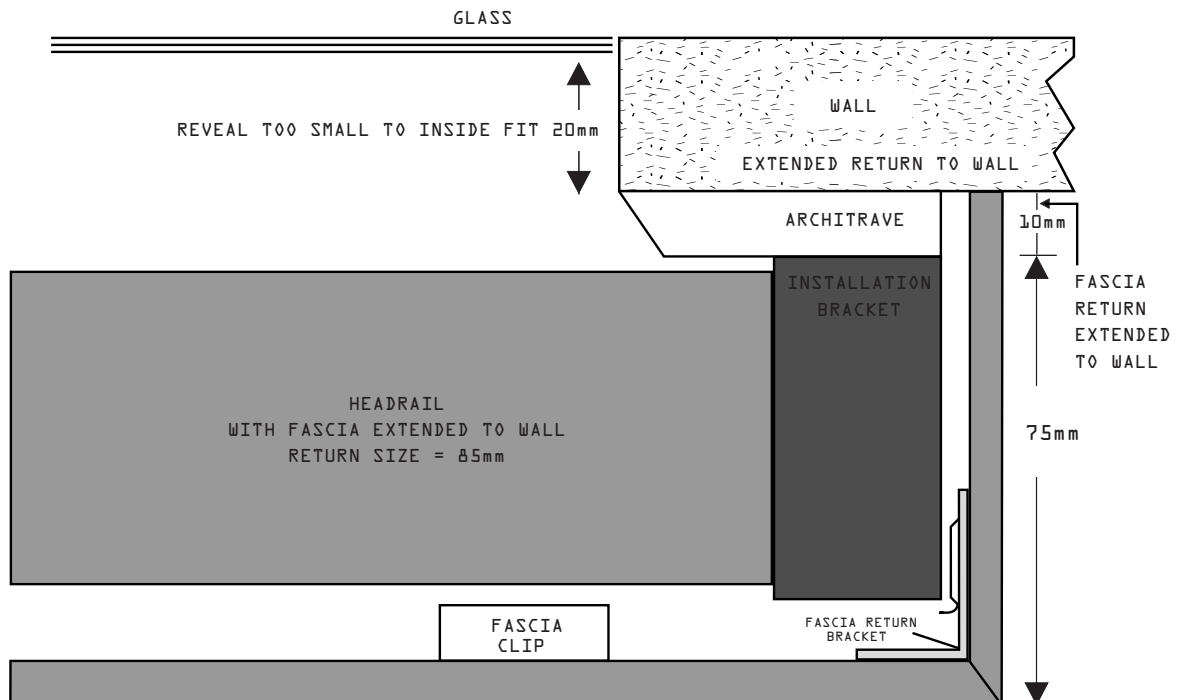 GLASS
WALL
REVEAL TOO SMALL TO INSIDE FIT 20mm
EXTENDED RETURN TO WALL
ARCHITRAVE
10mm
INSTALLATION
BRACKET
FASCIA
RETURN
EXTENDED
TO WALL
HEADRAIL
WITH FASCIA EXTENDED TO WALL
RETURN SIZE = 85mm
75mm
FASCIA
CLIP
FASCIA RETURN
BRACKET